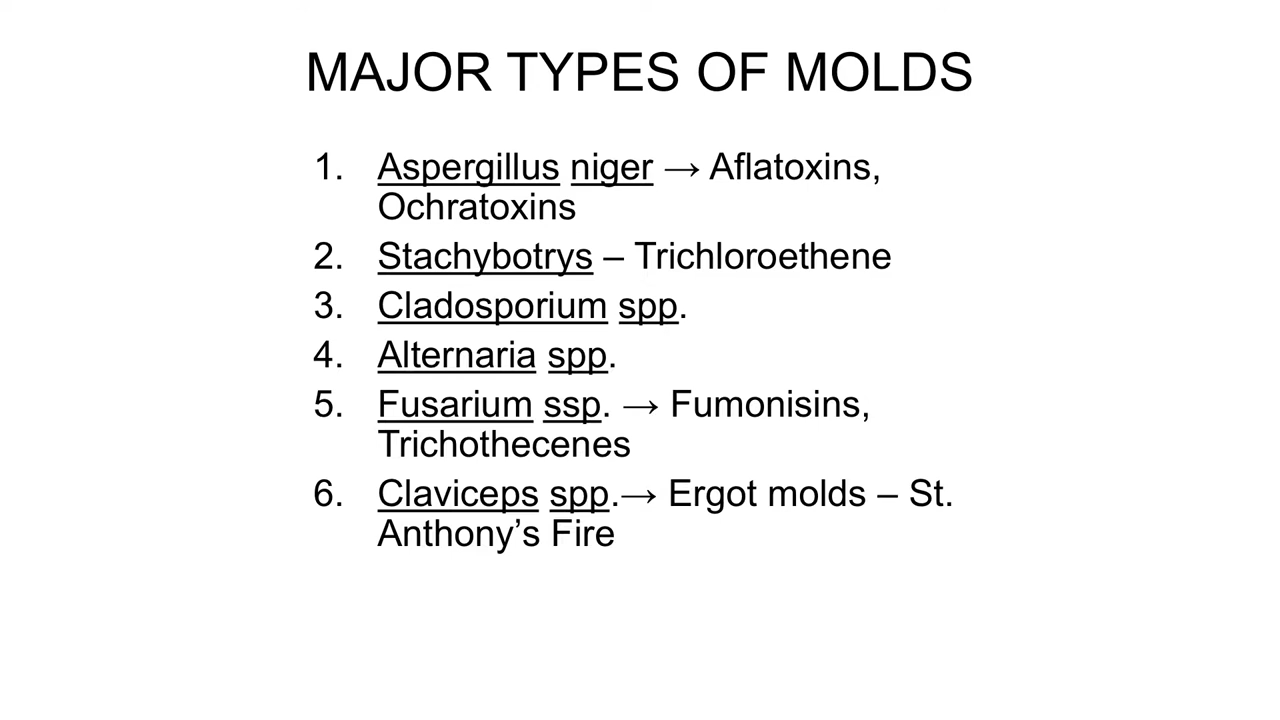 MAJOR TYPES OF MOLDS
1. Aspergillus niger → Aflatoxins,
Ochratoxins
2. Stachybotrys – Trichloroethene
3. Cladosporium spp.
4. Alternaria spp.
5. Fusarium ssp. → Fumonisins,
Trichothecenes
6. Claviceps spp.→ Ergot molds – St.
Anthony’s Fire